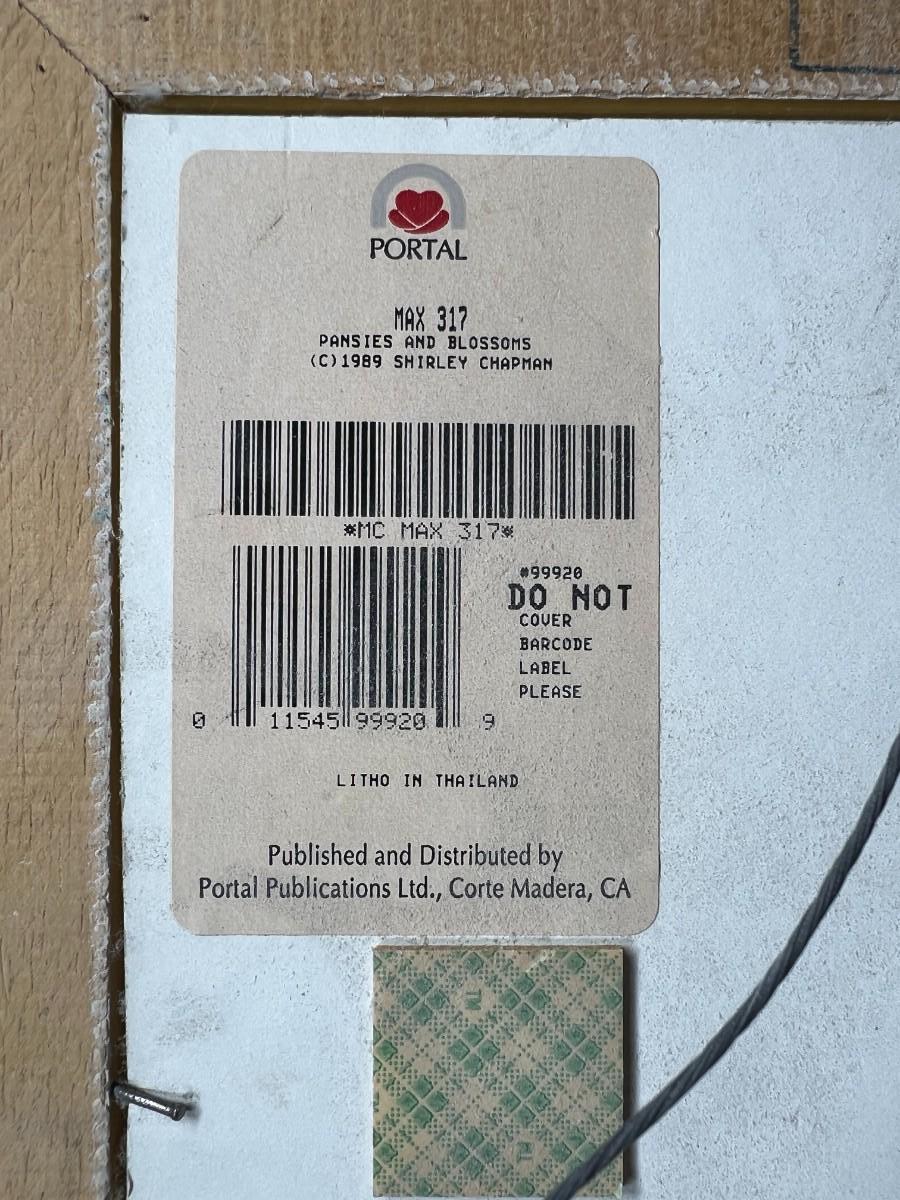 PORTAL
MAX 317
PANSIES AND BLOSSOMS
(C)1989 SHIRLEY CHAPMAN
*MC MAX 317*
#99920
DO NOT
COVER
BARCODE
LABEL
PLEASE
0 11545 99920 9
LITHO IN THAILAND
Published and Distributed by
Portal Publications Ltd., Corte Madera, CA